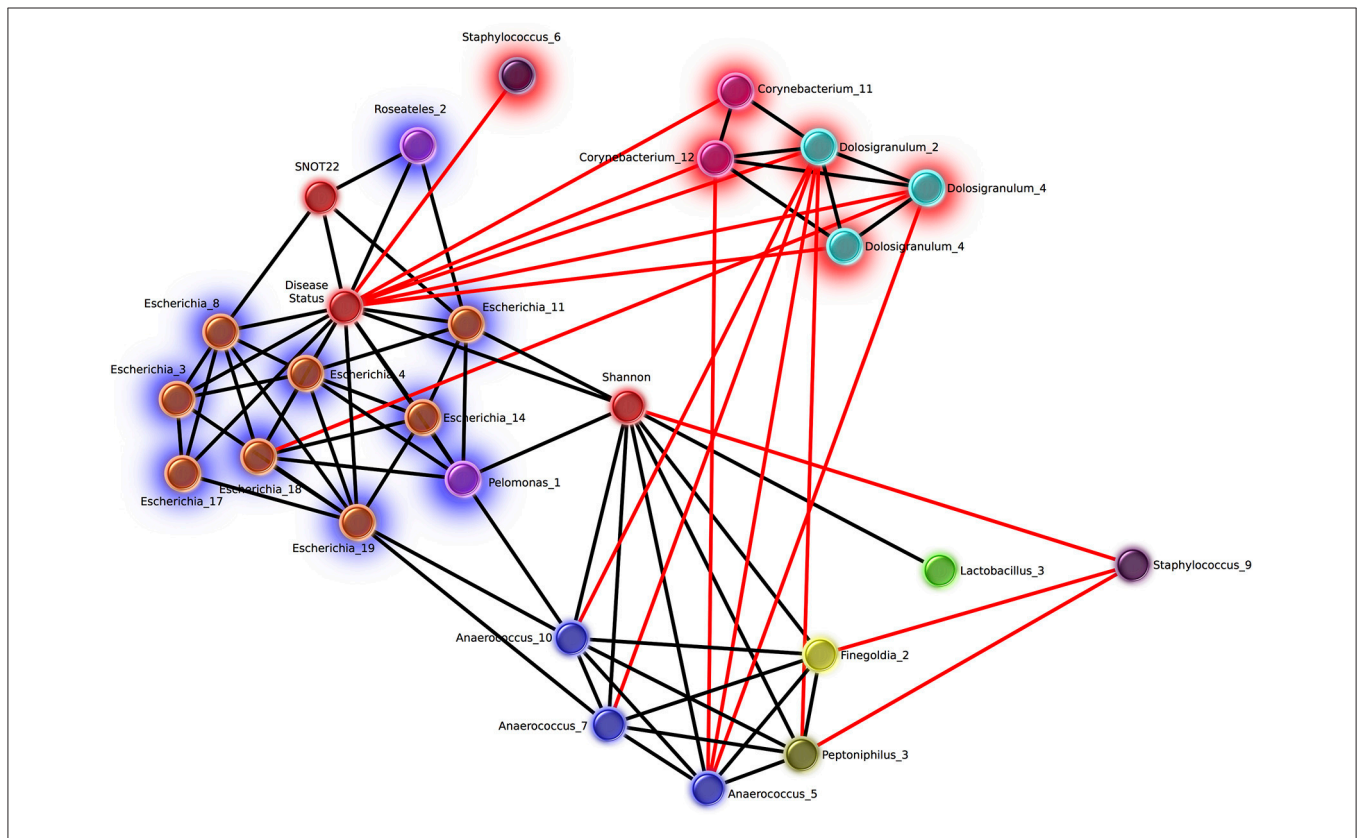 Staphylococcus_6
Corynebacterium_11
Roseateles_2
Dolosigranulum_2
Corynebacterium_12
SNOT22
Dolosigranulum_4
Dolosigranulum_4
Disease
Status
Escherichia_8
Escherichia_11
Escherichia_3
Escherichia_4
Shannon
Escherichia_14
Pelomonas_1
Escherichia_18
Escherichia_17
Escherichia_19
Lactobacillus_3
Staphylococcus_9
Anaerococcus_10
Finegoldia_2
Anaerococcus_7
Peptoniphilus_3
Anaerococcus_5